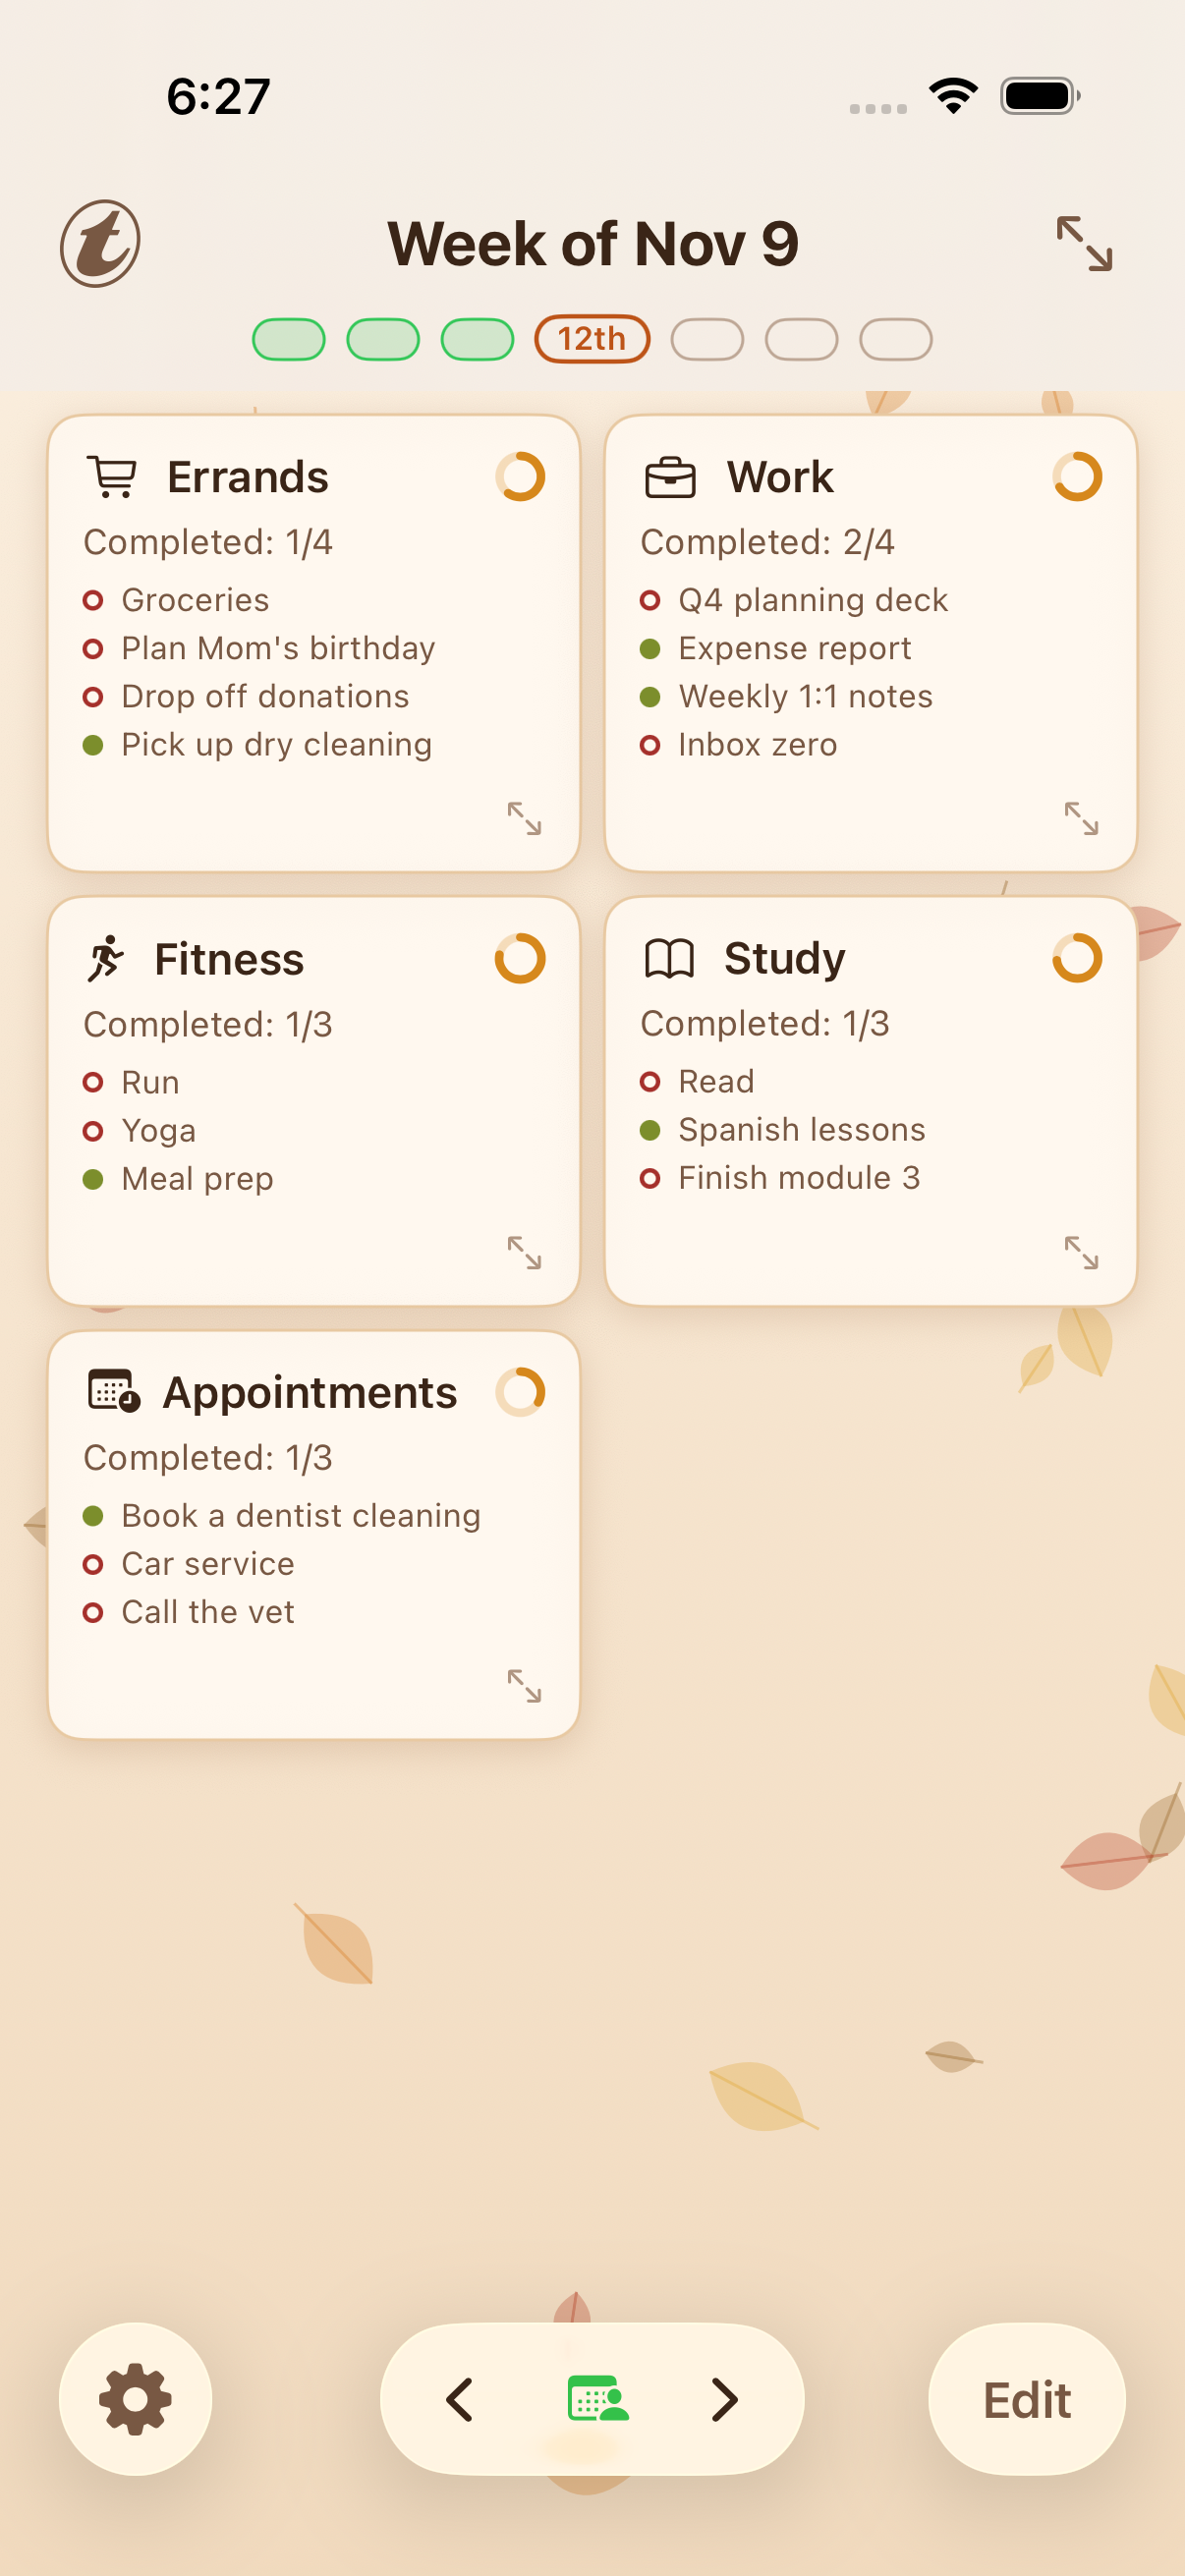 6:27
t
Week of Nov 9
12th
Errands
Completed: 1/4
Groceries
Plan Mom's birthday
Drop off donations
Pick up dry cleaning
Work
Completed: 2/4
Q4 planning deck
Expense report
Weekly 1:1 notes
Inbox zero
Fitness
Completed: 1/3
Run
Yoga
Meal prep
Study
Completed: 1/3
Read
Spanish lessons
Finish module 3
Appointments
Completed: 1/3
Book a dentist cleaning
Car service
Call the vet
Edit